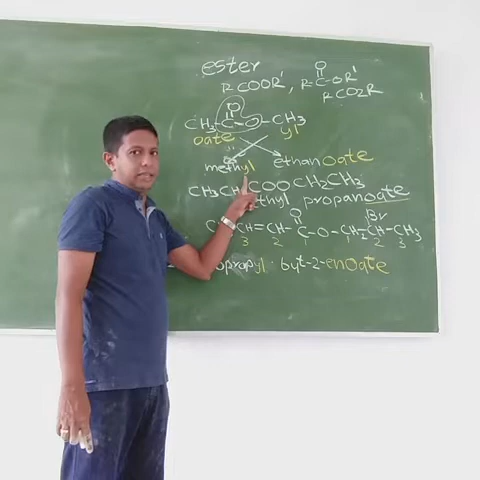 ester
RCOOR', R-C-OR'
O
RCO2R
O
CH3-C-O-CH3
oate yl
methyl ethanoate
CH3CH2COOCH2CH3
ethyl propanoate
O Br
CH=CH-C-O-CH2-CH-CH3
3 2 1 1 2 3
propyl but-2-enoate